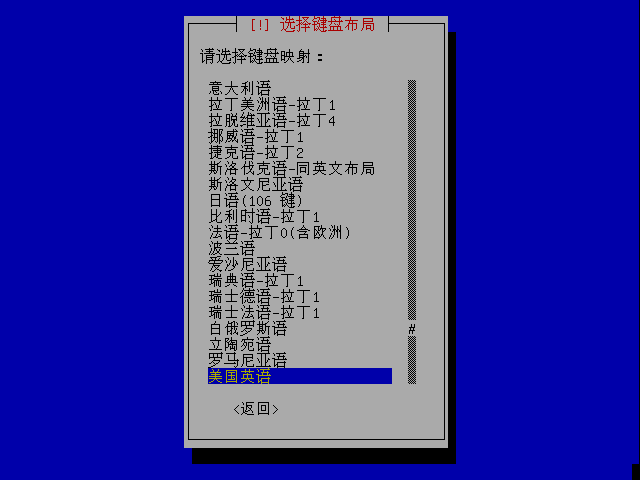 [!] 选择键盘布局
请选择键盘映射：
意大利语
拉丁美洲语-拉丁1
拉脱维亚语-拉丁4
挪威语-拉丁1
捷克语-拉丁2
斯洛伐克语-同英文布局
斯洛文尼亚语
日语(106 键)
比利时语-拉丁1
法语-拉丁0(含欧洲)
波兰语
爱沙尼亚语
瑞典语-拉丁1
瑞士德语-拉丁1
瑞士法语-拉丁1
白俄罗斯语
#
立陶宛语
罗马尼亚语
美国英语
<返回>